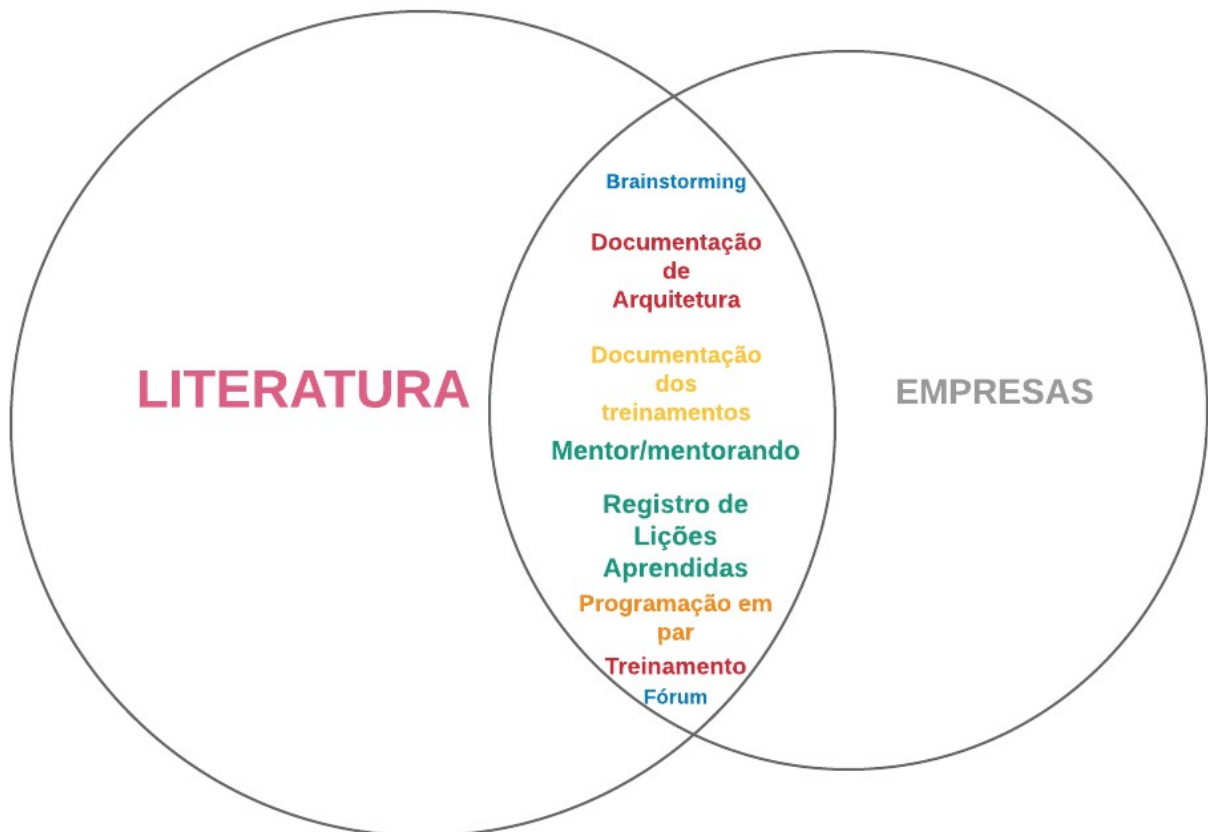 Brainstorming
Documentação
de
Arquitetura
Documentação
dos
treinamentos
LITERATURA
EMPRESAS
Mentor/mentorando
Registro de
Lições
Aprendidas
Programação em
par
Treinamento
Fórum